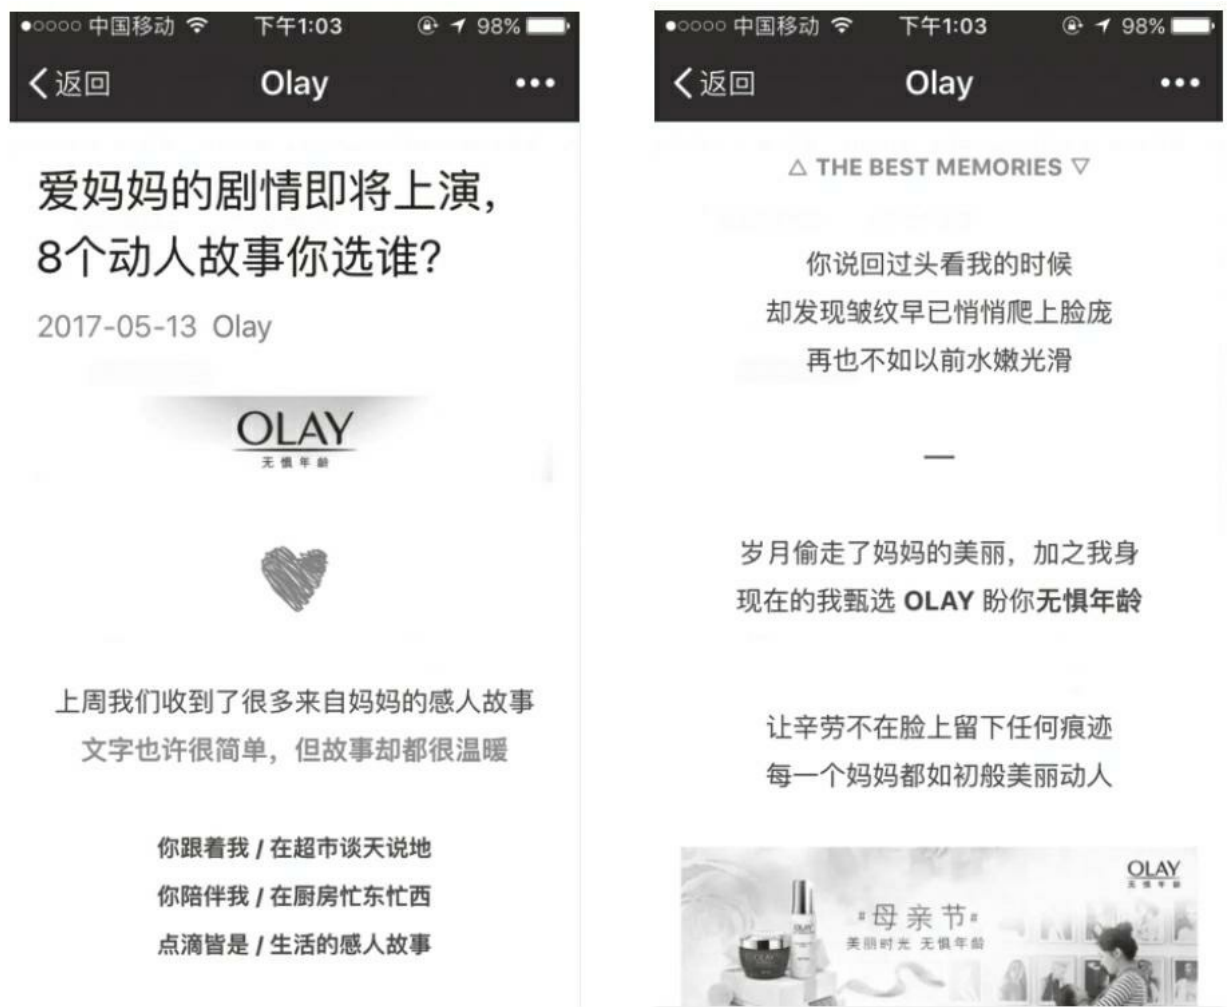 中国移动 下午1:03 98%
返回 Olay
爱妈妈的剧情即将上演，
8个动人故事你选谁？
2017-05-13 Olay
OLAY
无惧年龄
上周我们收到了很多来自妈妈的感人故事
文字也许很简单，但故事却都很温暖
你跟着我 / 在超市谈天说地
你陪伴我 / 在厨房忙东忙西
点滴皆是 / 生活的感人故事
中国移动 下午1:03 98%
返回 Olay
△ THE BEST MEMORIES ▽
你说回过头看我的时候
却发现皱纹早已悄悄爬上脸庞
再也不如以前水嫩光滑
—
岁月偷走了妈妈的美丽，加之我身
现在的我甄选 OLAY 盼你无惧年龄
让辛劳不在脸上留下任何痕迹
每一个妈妈都如初般美丽动人
OLAY
无惧年龄
#母亲节#
美丽时光 无惧年龄
OLAY
OLAY